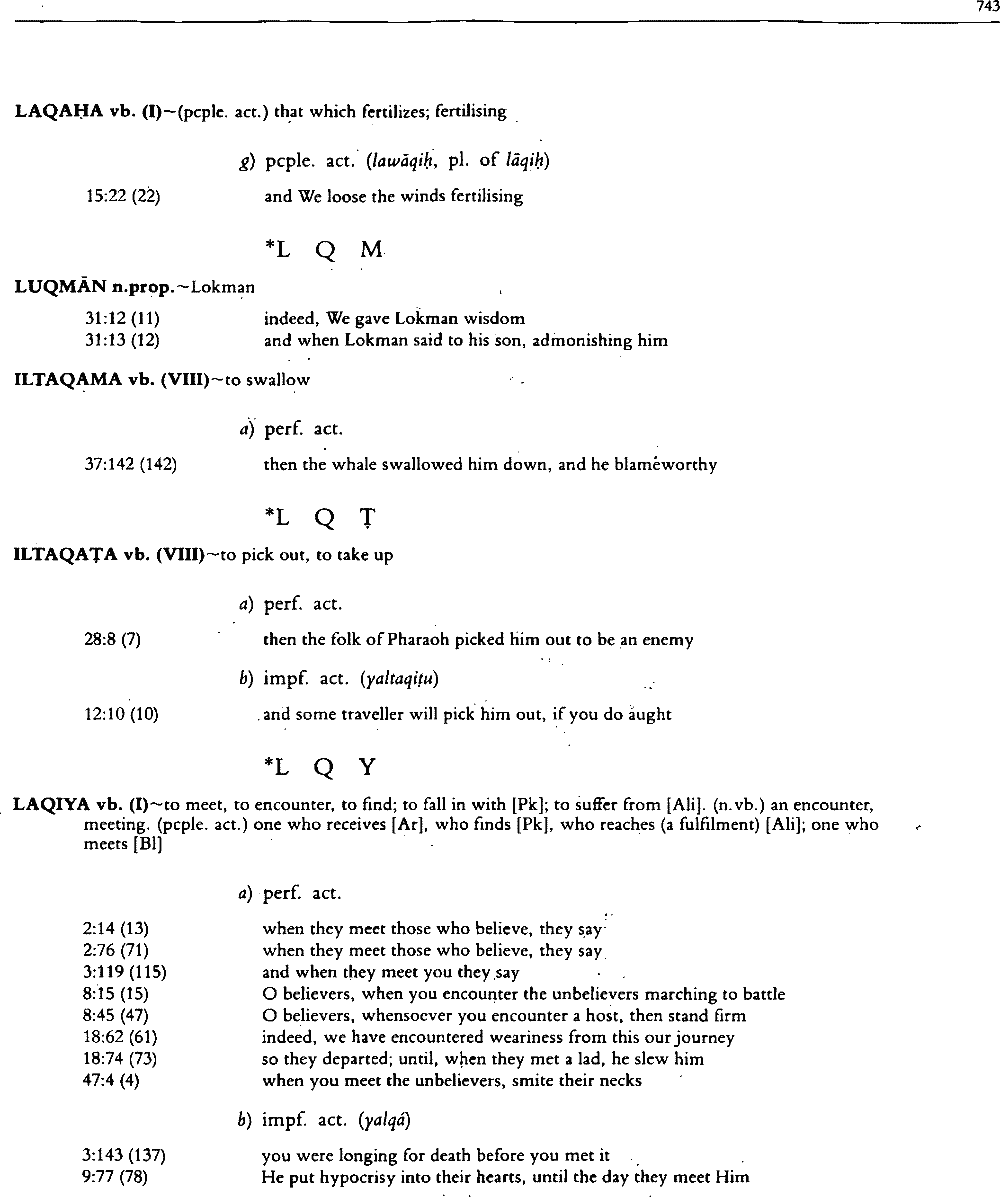 743
LAQAḤA vb. (I)~(pcple. act.) that which fertilizes; fertilising
g) pcple. act. (lawāqiḥ, pl. of lāqiḥ)
15:22 (22) and We loose the winds fertilising
*L Q M
LUQMĀN n.prop.~Lokman
31:12 (11) indeed, We gave Lokman wisdom
31:13 (12) and when Lokman said to his son, admonishing him
ILTAQAMA vb. (VIII)~to swallow
a) perf. act.
37:142 (142) then the whale swallowed him down, and he blameworthy
*L Q Ṭ
ILTAQAṬA vb. (VIII)~to pick out, to take up
a) perf. act.
28:8 (7) then the folk of Pharaoh picked him out to be an enemy
b) impf. act. (yaltaqiṭu)
12:10 (10) and some traveller will pick him out, if you do aught
*L Q Y
LAQIYA vb. (I)~to meet, to encounter, to find; to fall in with [Pk]; to suffer from [Ali]. (n.vb.) an encounter,
meeting. (pcple. act.) one who receives [Ar], who finds [Pk], who reaches (a fulfilment) [Ali]; one who
meets [Bl]
a) perf. act.
2:14 (13) when they meet those who believe, they say
2:76 (71) when they meet those who believe, they say
3:119 (115) and when they meet you they say
8:15 (15) O believers, when you encounter the unbelievers marching to battle
8:45 (47) O believers, whensoever you encounter a host, then stand firm
18:62 (61) indeed, we have encountered weariness from this our journey
18:74 (73) so they departed; until, when they met a lad, he slew him
47:4 (4) when you meet the unbelievers, smite their necks
b) impf. act. (yalqá)
3:143 (137) you were longing for death before you met it
9:77 (78) He put hypocrisy into their hearts, until the day they meet Him